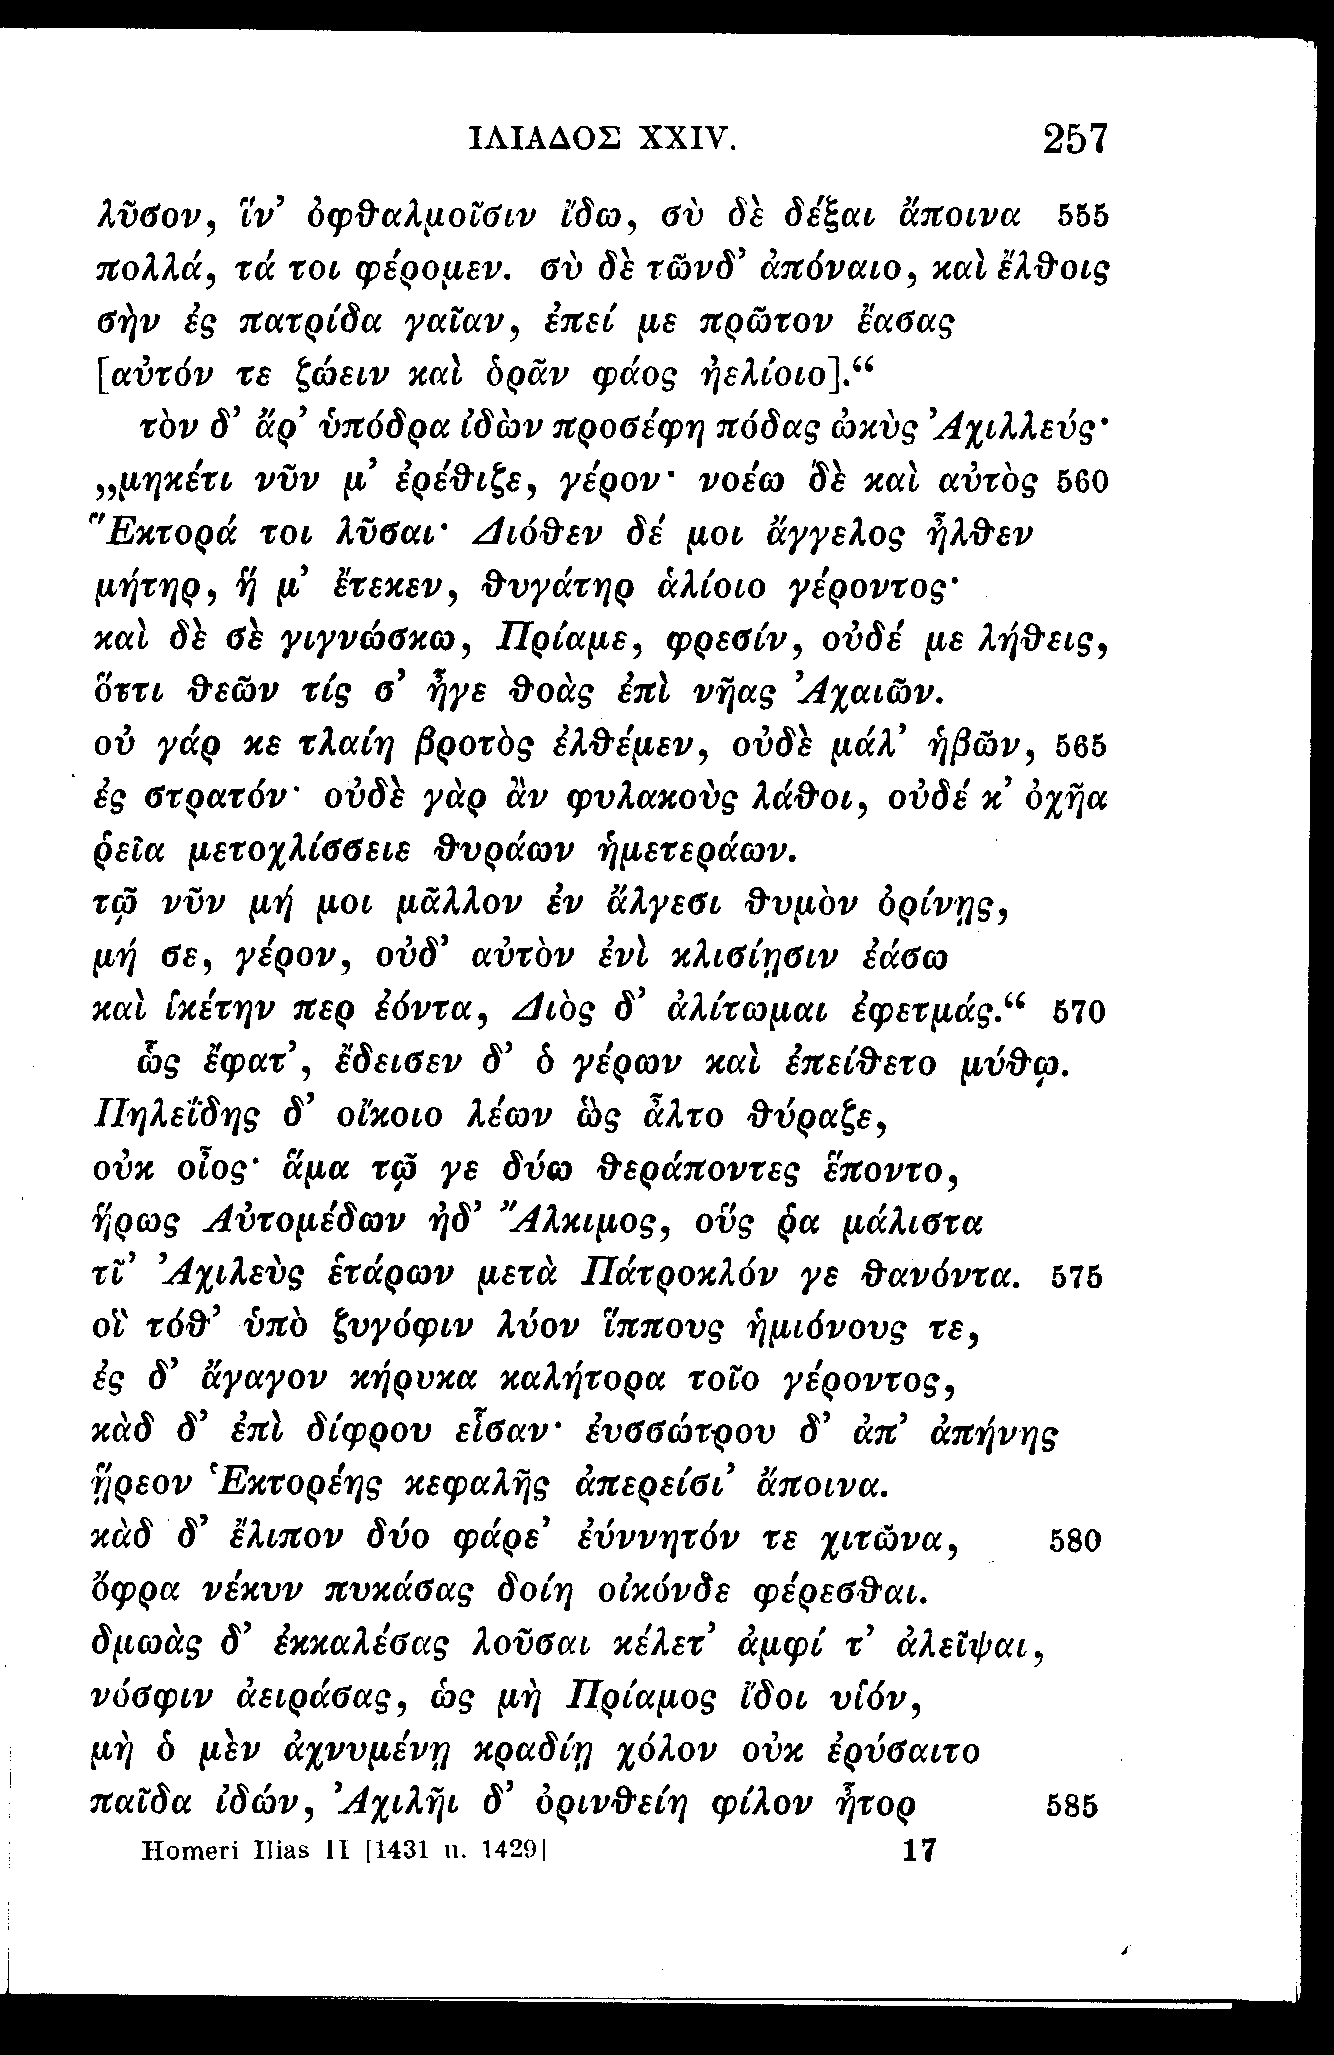 ΙΛΙΑΔΟΣ XXIV. 257
λῦσον, ἵν’ ὀφθαλμοῖσιν ἴδω, σὺ δὲ δέξαι ἄποινα 555
πολλά, τά τοι φέρομεν. σὺ δὲ τῶνδ’ ἀπόναιο, καὶ ἔλθοις
σὴν ἐς πατρίδα γαῖαν, ἐπεί με πρῶτον ἔασας
[αὐτόν τε ζώειν καὶ ὁρᾶν φάος ἠελίοιο].“
τὸν δ’ ἄρ’ ὑπόδρα ἰδὼν προσέφη πόδας ὠκὺς Ἀχιλλεύς·
„μηκέτι νῦν μ’ ἐρέθιζε, γέρον· νοέω δὲ καὶ αὐτὸς 560
Ἕκτορά τοι λῦσαι· Διόθεν δέ μοι ἄγγελος ἦλθεν
μήτηρ, ἥ μ’ ἔτεκεν, θυγάτηρ ἁλίοιο γέροντος·
καὶ δὲ σὲ γιγνώσκω, Πρίαμε, φρεσίν, οὐδέ με λήθεις,
ὅττι θεῶν τίς σ’ ἦγε θοὰς ἐπὶ νῆας Ἀχαιῶν.
οὐ γάρ κε τλαίη βροτὸς ἐλθέμεν, οὐδὲ μάλ’ ἡβῶν, 565
ἐς στρατόν· οὐδὲ γὰρ ἂν φυλακοὺς λάθοι, οὐδέ κ’ ὀχῆα
ῥεῖα μετοχλίσσειε θυράων ἡμετεράων.
τῷ νῦν μή μοι μᾶλλον ἐν ἄλγεσι θυμὸν ὀρίνῃς,
μή σε, γέρον, οὐδ’ αὐτὸν ἐνὶ κλισίῃσιν ἐάσω
καὶ ἱκέτην περ ἐόντα, Διὸς δ’ ἀλίτωμαι ἐφετμάς.“ 570
ὣς ἔφατ’, ἔδεισεν δ’ ὁ γέρων καὶ ἐπείθετο μύθῳ.
Πηλεΐδης δ’ οἴκοιο λέων ὣς ἆλτο θύραζε,
οὐκ οἶος· ἅμα τῷ γε δύω θεράποντες ἕποντο,
ἥρως Αὐτομέδων ἠδ’ Ἄλκιμος, οὕς ῥα μάλιστα
τῖ’ Ἀχιλεὺς ἑτάρων μετὰ Πάτροκλόν γε θανόντα. 575
οἳ τόθ’ ὑπὸ ζυγόφιν λύον ἵππους ἡμιόνους τε,
ἐς δ’ ἄγαγον κήρυκα καλήτορα τοῖο γέροντος,
κὰδ δ’ ἐπὶ δίφρου εἷσαν· ἐυσσώτρου δ’ ἀπ’ ἀπήνης
ᾕρεον Ἑκτορέης κεφαλῆς ἀπερείσι’ ἄποινα.
κὰδ δ’ ἔλιπον δύο φάρε’ ἐύννητόν τε χιτῶνα, 580
ὄφρα νέκυν πυκάσας δοίη οἰκόνδε φέρεσθαι.
δμωὰς δ’ ἐκκαλέσας λοῦσαι κέλετ’ ἀμφί τ’ ἀλεῖψαι,
νόσφιν ἀειράσας, ὡς μὴ Πρίαμος ἴδοι υἱόν,
μὴ ὁ μὲν ἀχνυμένῃ κραδίῃ χόλον οὐκ ἐρύσαιτο
παῖδα ἰδών, Ἀχιλῆι δ’ ὀρινθείη φίλον ἦτορ 585
Homeri Ilias II [1431 u. 1429] 17